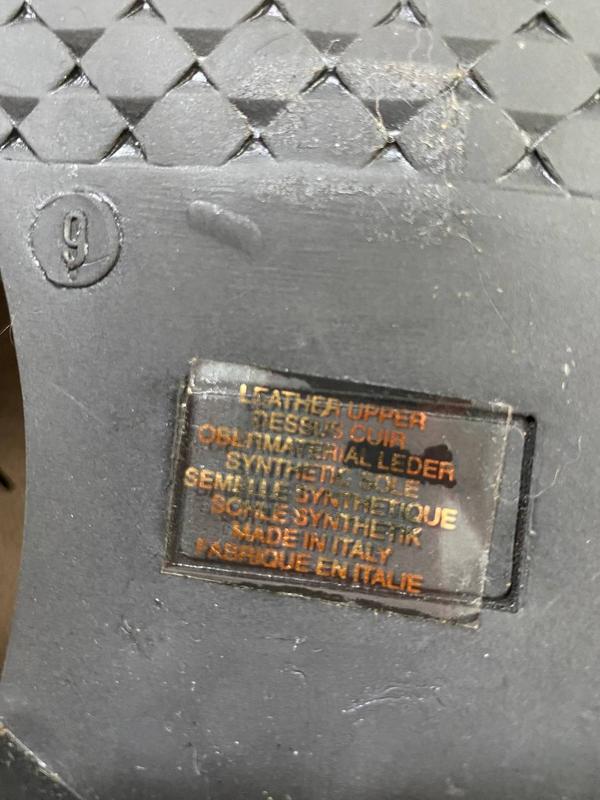 9
LEATHER UPPER
DESSUS CUIR
OBERMATERIAL LEDER
SYNTHETIC SOLE
SEMELLE SYNTHETIQUE
SOHLE SYNTHETIK
MADE IN ITALY
FABRIQUE EN ITALIE